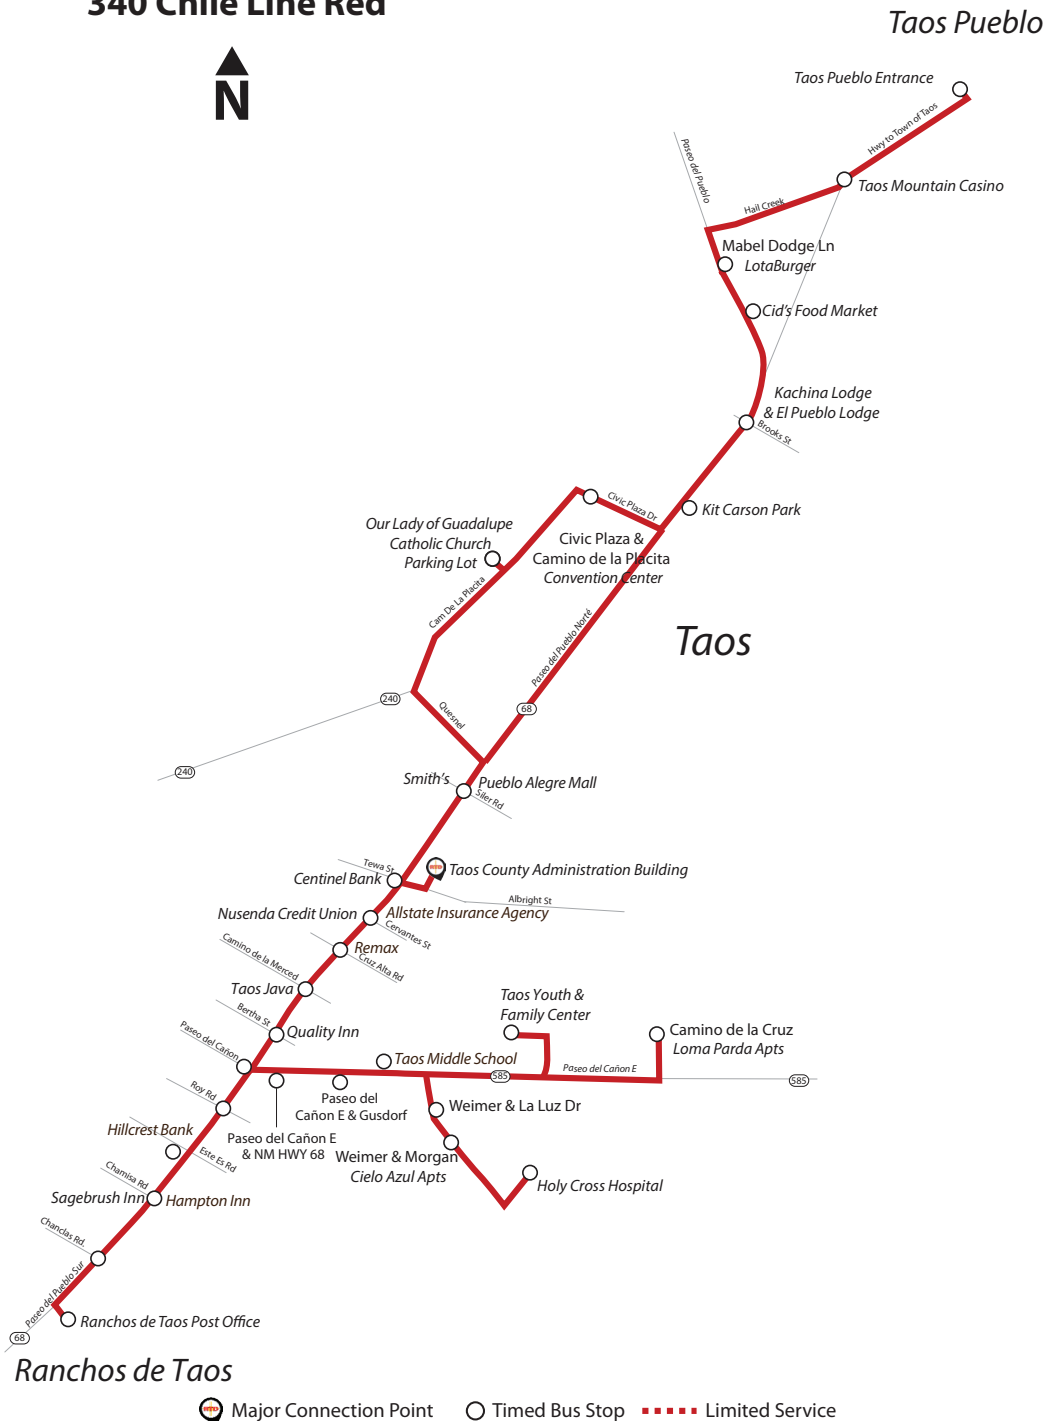 340 Chile Line Red
Taos Pueblo
N
Taos Pueblo Entrance
Hwy to Town of Taos
Paseo del Pueblo
Taos Mountain Casino
Hail Creek
Mabel Dodge Ln
LotaBurger
Cid's Food Market
Kachina Lodge
& El Pueblo Lodge
Brooks St
Civic Plaza Dr
Kit Carson Park
Our Lady of Guadalupe
Catholic Church
Parking Lot
Civic Plaza &
Camino de la Placita
Convention Center
Cam De La Placita
Paseo del Pueblo Norté
Taos
240
68
Quesnel
240
Smith's
Pueblo Alegre Mall
Siler Rd
Tewa St
Centinel Bank
RTD
Taos County Administration Building
Albright St
Nusenda Credit Union
Allstate Insurance Agency
Cervantes St
Camino de la Merced
Remax
Cruz Alta Rd
Taos Java
Bertha St
Quality Inn
Taos Youth &
Family Center
Camino de la Cruz
Loma Parda Apts
Paseo del Cañon
Taos Middle School
585
Paseo del Cañon E
585
Roy Rd
Paseo del
Cañon E & Gusdorf
Weimer & La Luz Dr
Hillcrest Bank
Paseo del Cañon E
& NM HWY 68
Este Es Rd
Weimer & Morgan
Cielo Azul Apts
Chamisa Rd
Holy Cross Hospital
Sagebrush Inn
Hampton Inn
Chanclas Rd.
Paseo del Pueblo Sur
Ranchos de Taos Post Office
68
Ranchos de Taos
RTD
Major Connection Point
Timed Bus Stop
Limited Service